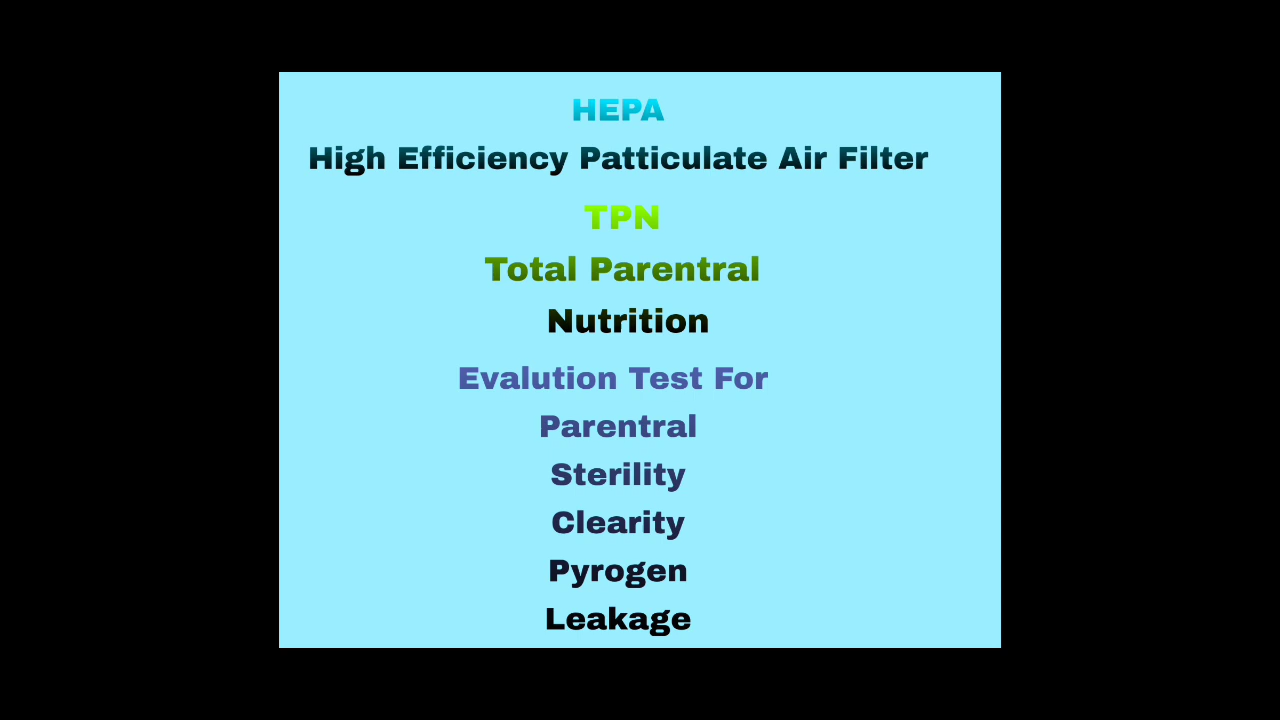 HEPA
High Efficiency Patticulate Air Filter
TPN
Total Parentral
Nutrition
Evalution Test For
Parentral
Sterility
Clearity
Pyrogen
Leakage